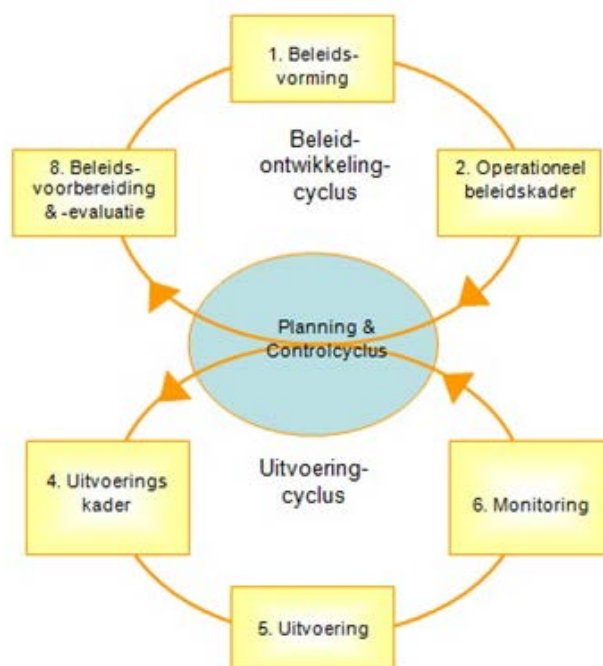 1. Beleids-
vorming
Beleid-
ontwikkeling-
cyclus
8. Beleids-
voorbereiding
& -evaluatie
2. Operationeel
beleidskader
Planning &
Controlcyclus
4. Uitvoerings
kader
Uitvoering-
cyclus
6. Monitoring
5. Uitvoering